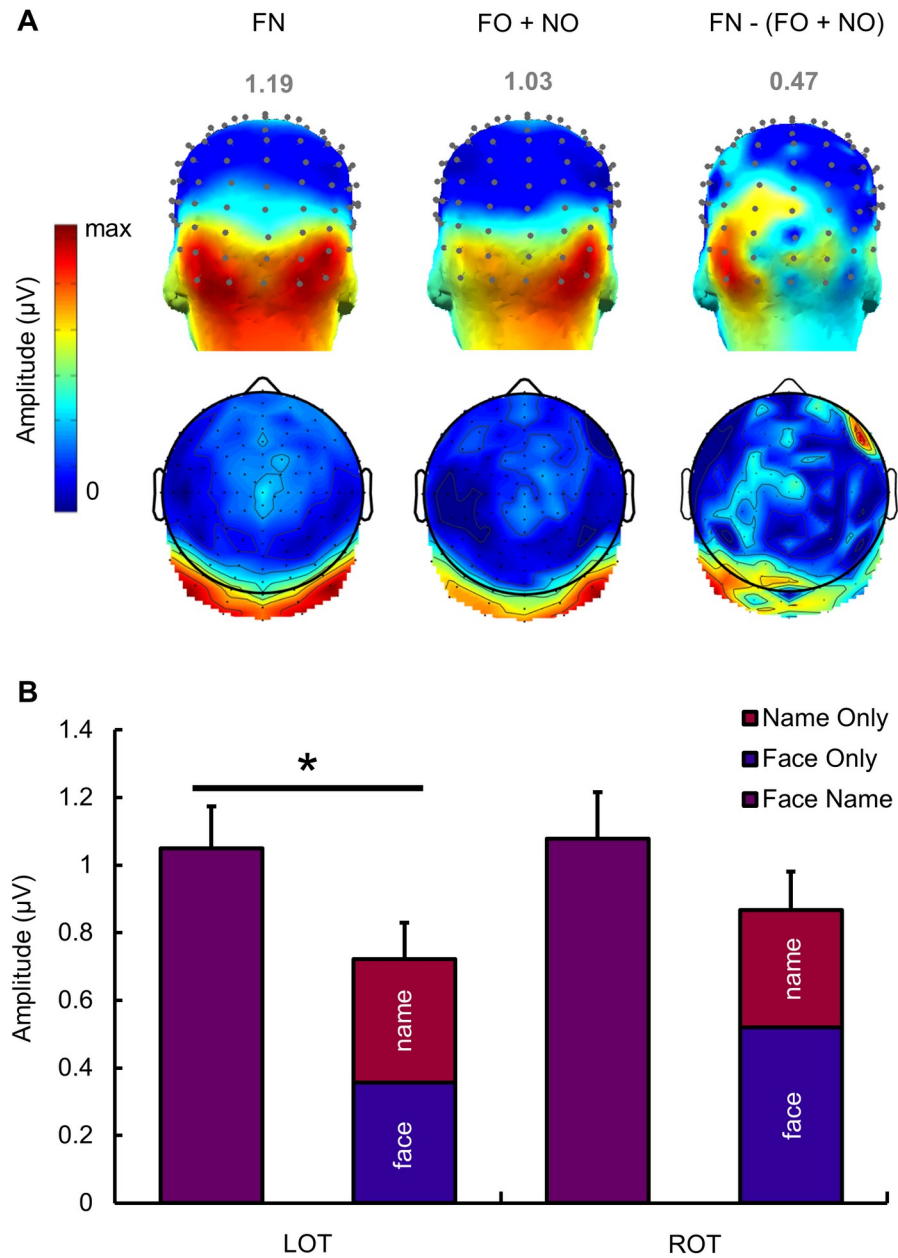 A
FN
FO + NO
FN - (FO + NO)
1.19
1.03
0.47
max
Amplitude (µV)
0
B
Name Only
Face Only
Face Name
1.4
1.2
1
0.8
0.6
0.4
0.2
0
Amplitude (µV)
*
name
face
name
face
LOT
ROT